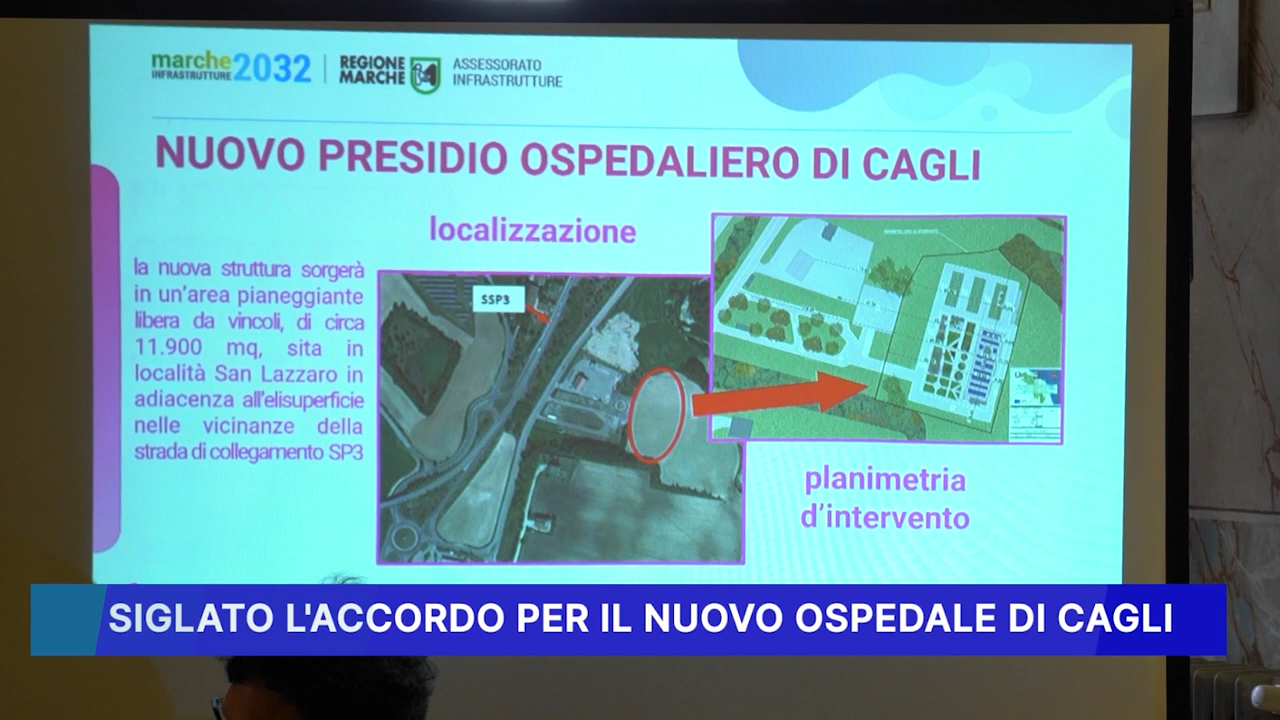 marche 2032
INFRASTRUTTURE
REGIONE
MARCHE
ASSESSORATO
INFRASTRUTTURE
NUOVO PRESIDIO OSPEDALIERO DI CAGLI
localizzazione
la nuova struttura sorgerà
in un'area pianeggiante
libera da vincoli, di circa
11.900 mq, sita in
località San Lazzaro in
adiacenza all'elisuperficie
nelle vicinanze della
strada di collegamento SP3
SSP3
planimetria
d'intervento
SIGLATO L'ACCORDO PER IL NUOVO OSPEDALE DI CAGLI